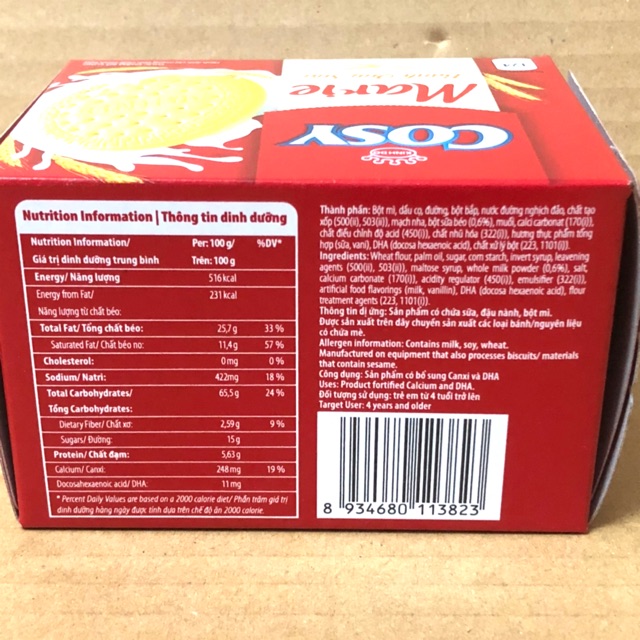 Marie
COSY
KINH ĐÔ
Nutrition Information | Thông tin dinh dưỡng
Nutrition Information/ Per: 100 g/ %DV*
Giá trị dinh dưỡng trung bình Trên: 100 g
Energy/ Năng lượng 516 kcal
Energy from Fat/ 231 kcal
Năng lượng từ chất béo:
Total Fat/ Tổng chất béo: 25,7 g 33 %
Saturated Fat/ Chất béo no: 11,4 g 57 %
Cholesterol: 0 mg 0 %
Sodium/ Natri: 422mg 18 %
Total Carbohydrates/ 65,5 g 24 %
Tổng Carbohydrates:
Dietary Fiber/ Chất xơ: 2,59 g 9 %
Sugars/ Đường: 15 g
Protein/ Chất đạm: 5,63 g
Calcium/ Canxi: 248 mg 19 %
Docosahexaenoic acid/ DHA: 11 mg
* Percent Daily Values are based on a 2000 calorie diet/ Phần trăm giá trị
dinh dưỡng hàng ngày được tính dựa trên chế độ ăn 2000 calorie.
Thành phần: Bột mì, dầu cọ, đường, bột bắp, nước đường nghịch đảo, chất tạo
xốp (500(ii), 503(ii)), mạch nha, bột sữa béo (0,6%), muối, calci carbonat (170(i)),
chất điều chỉnh độ acid (450(i)), chất nhũ hóa (322(i)), hương thực phẩm tổng
hợp (sữa, vani), DHA (docosa hexaenoic acid), chất xử lý bột (223, 1101(i)).
Ingredients: Wheat flour, palm oil, sugar, corn starch, invert syrup, leavening
agents (500(ii), 503(ii)), maltose syrup, whole milk powder (0,6%), salt,
calcium carbonate (170(i)), acidity regulator (450(i)), emulsifier (322(i)),
artificial food flavorings (milk, vanillin), DHA (docosa hexaenoic acid), flour
treatment agents (223, 1101(i)).
Thông tin dị ứng: Sản phẩm có chứa sữa, đậu nành, bột mì.
Được sản xuất trên dây chuyền sản xuất các loại bánh/nguyên liệu
có chứa mè.
Allergen information: Contains milk, soy, wheat.
Manufactured on equipment that also processes biscuits/ materials
that contain sesame.
Công dụng: Sản phẩm có bổ sung Canxi và DHA
Uses: Product fortified Calcium and DHA.
Đối tượng sử dụng: trẻ em từ 4 tuổi trở lên
Target User: 4 years and older
8 934680 113823